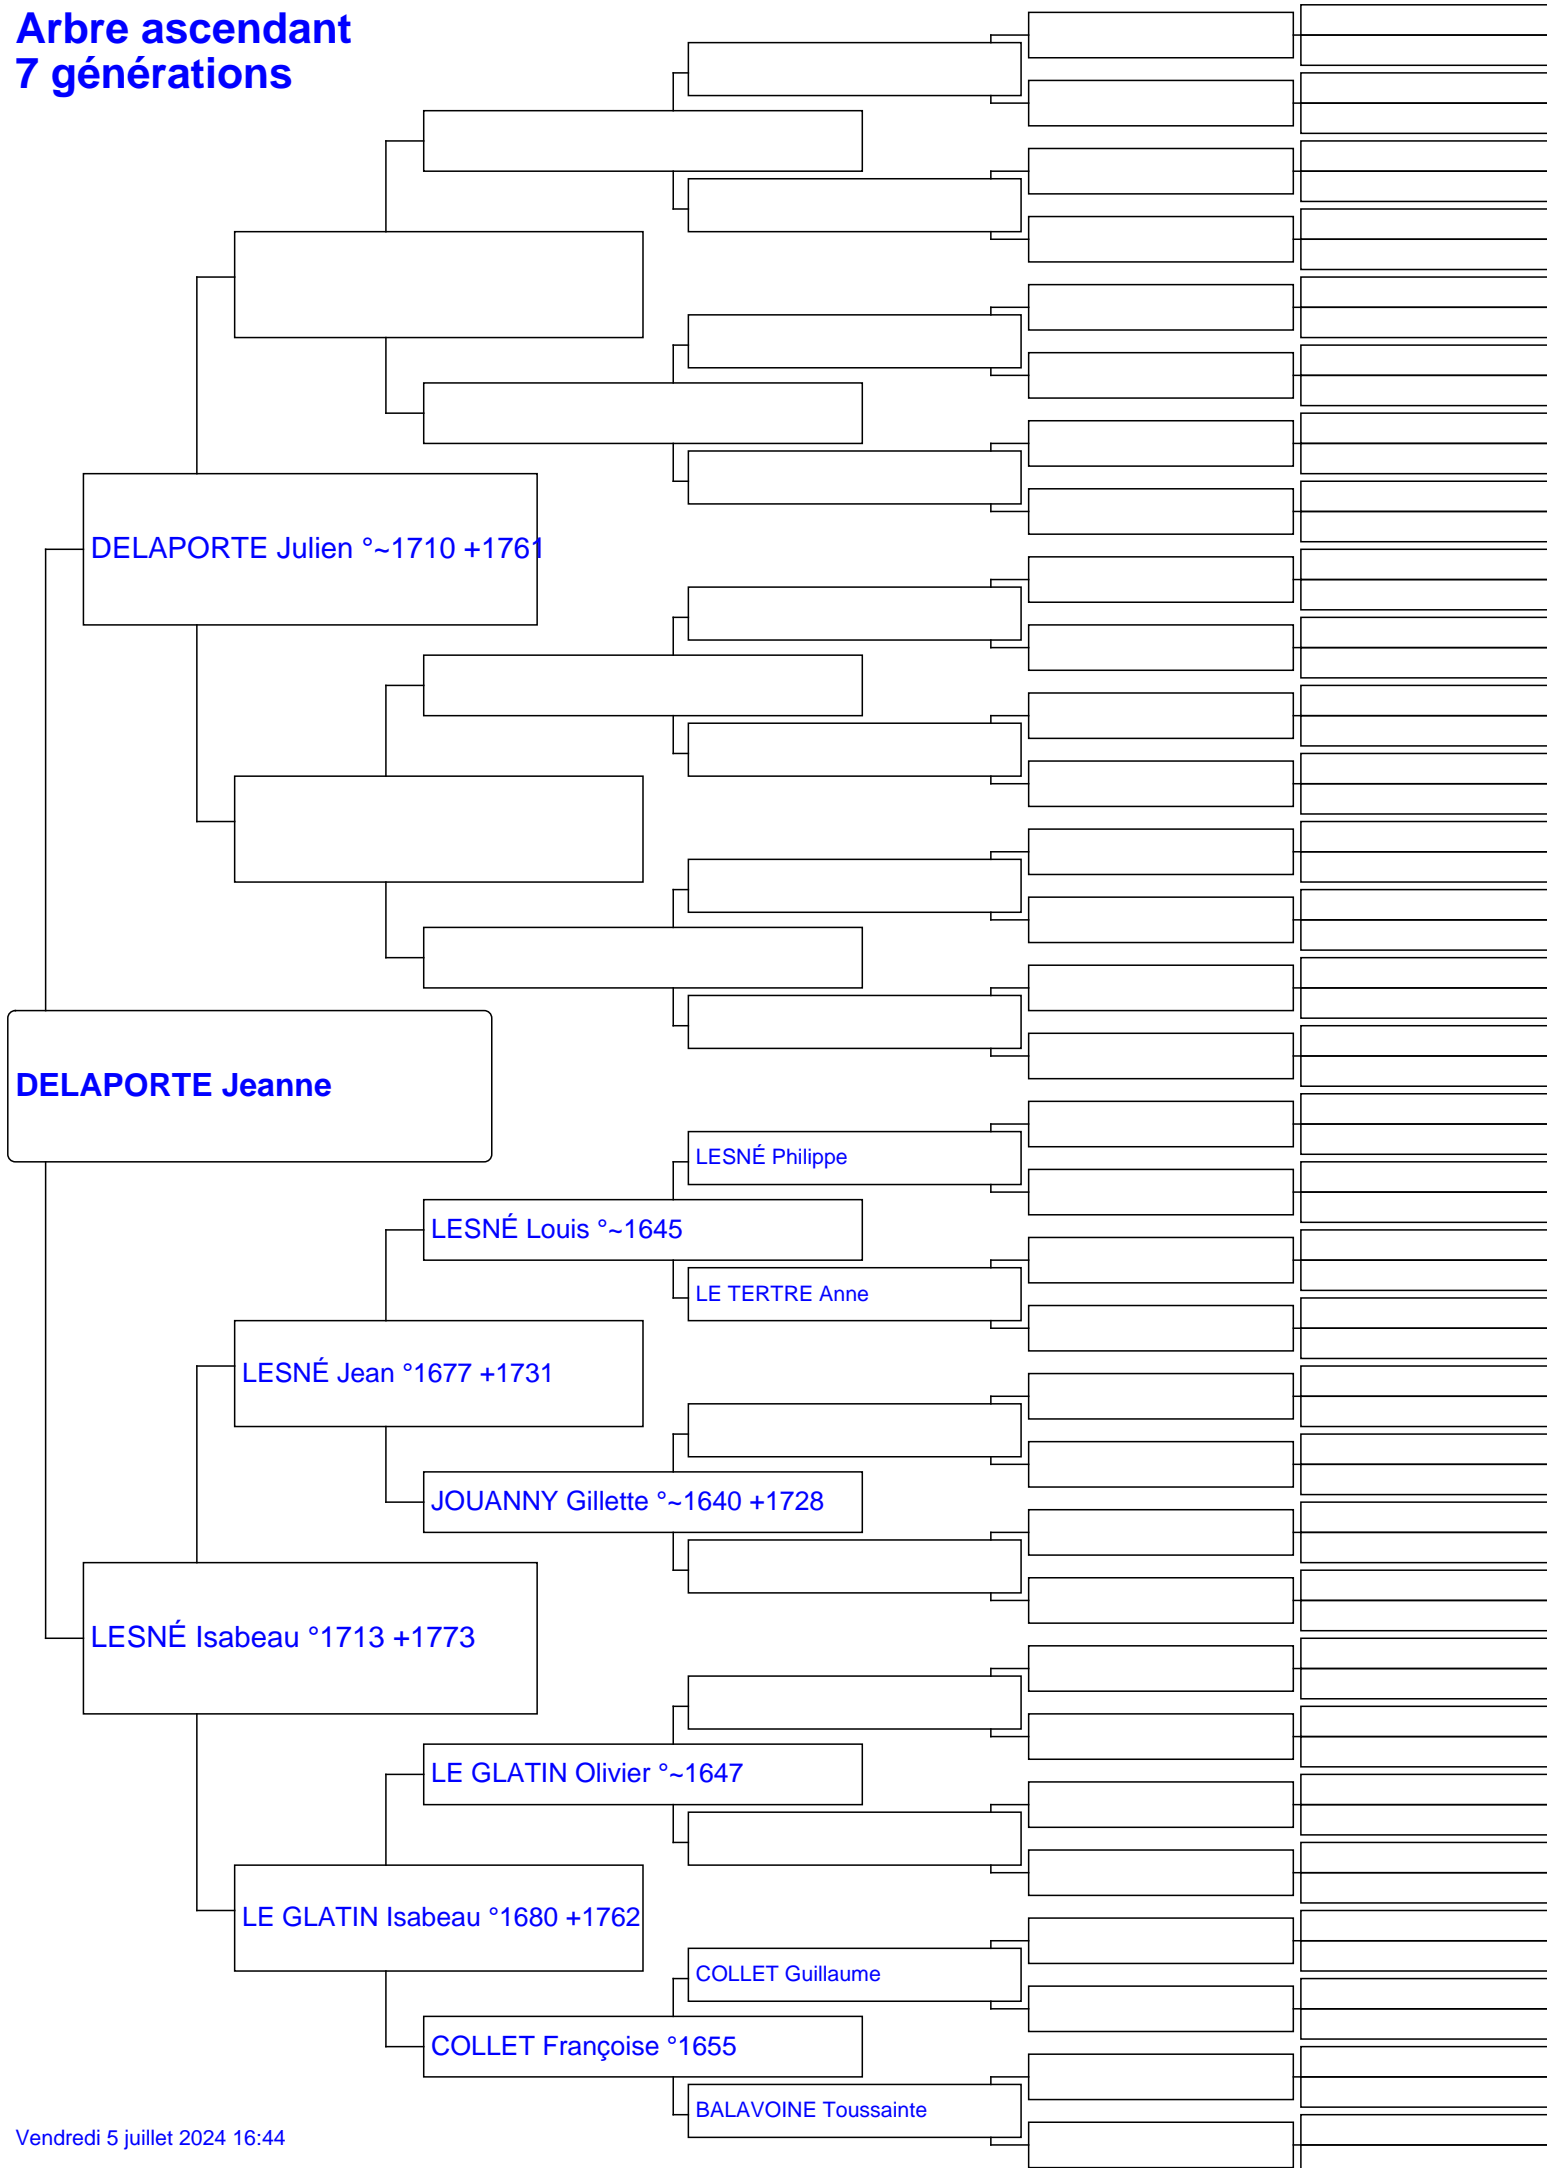 Arbre ascendant
7 générations
DELAPORTE Julien °~1710 +1761
DELAPORTE Jeanne
LESNÉ Philippe
LESNÉ Louis °~1645
LE TERTRE Anne
LESNÉ Jean °1677 +1731
JOUANNY Gillette °~1640 +1728
LESNÉ Isabeau °1713 +1773
LE GLATIN Olivier °~1647
LE GLATIN Isabeau °1680 +1762
COLLET Guillaume
COLLET Françoise °1655
BALAVOINE Toussainte
Vendredi 5 juillet 2024 16:44